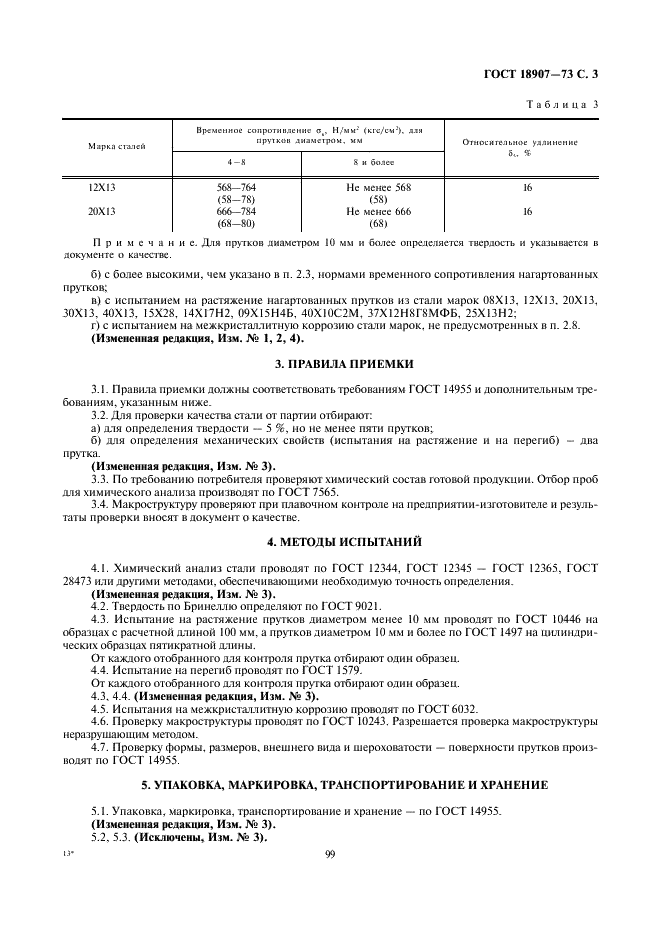 ГОСТ 18907—73 С. 3
Таблица 3
Марка сталей
Временное сопротивление σв, Н/мм² (кгс/см²), для
прутков диаметром, мм
Относительное удлинение
δ₅, %
4—8
8 и более
12Х13
568—764
Не менее 568
16
(58—78)
(58)
20Х13
666—784
Не менее 666
16
(68—80)
(68)
Примечание. Для прутков диаметром 10 мм и более определяется твердость и указывается в
документе о качестве.
б) с более высокими, чем указано в п. 2.3, нормами временного сопротивления нагартованных
прутков;
в) с испытанием на растяжение нагартованных прутков из стали марок 08Х13, 12Х13, 20Х13,
30Х13, 40Х13, 15Х28, 14Х17Н2, 09Х15Н4Б, 40Х10С2М, 37Х12Н8Г8МФБ, 25Х13Н2;
г) с испытанием на межкристаллитную коррозию стали марок, не предусмотренных в п. 2.8.
(Измененная редакция, Изм. № 1, 2, 4).
3. ПРАВИЛА ПРИЕМКИ
3.1. Правила приемки должны соответствовать требованиям ГОСТ 14955 и дополнительным тре-
бованиям, указанным ниже.
3.2. Для проверки качества стали от партии отбирают:
а) для определения твердости — 5 %, но не менее пяти прутков;
б) для определения механических свойств (испытания на растяжение и на перегиб) — два
прутка.
(Измененная редакция, Изм. № 3).
3.3. По требованию потребителя проверяют химический состав готовой продукции. Отбор проб
для химического анализа производят по ГОСТ 7565.
3.4. Макроструктуру проверяют при плавочном контроле на предприятии-изготовителе и резуль-
таты проверки вносят в документ о качестве.
4. МЕТОДЫ ИСПЫТАНИЙ
4.1. Химический анализ стали проводят по ГОСТ 12344, ГОСТ 12345 — ГОСТ 12365, ГОСТ
28473 или другими методами, обеспечивающими необходимую точность определения.
(Измененная редакция, Изм. № 3).
4.2. Твердость по Бринеллю определяют по ГОСТ 9021.
4.3. Испытание на растяжение прутков диаметром менее 10 мм проводят по ГОСТ 10446 на
образцах с расчетной длиной 100 мм, а прутков диаметром 10 мм и более по ГОСТ 1497 на цилиндри-
ческих образцах пятикратной длины.
От каждого отобранного для контроля прутка отбирают один образец.
4.4. Испытание на перегиб проводят по ГОСТ 1579.
От каждого отобранного для контроля прутка отбирают один образец.
4.3, 4.4. (Измененная редакция, Изм. № 3).
4.5. Испытания на межкристаллитную коррозию проводят по ГОСТ 6032.
4.6. Проверку макроструктуры проводят по ГОСТ 10243. Разрешается проверка макроструктуры
неразрушающим методом.
4.7. Проверку формы, размеров, внешнего вида и шероховатости — поверхности прутков произ-
водят по ГОСТ 14955.
5. УПАКОВКА, МАРКИРОВКА, ТРАНСПОРТИРОВАНИЕ И ХРАНЕНИЕ
5.1. Упаковка, маркировка, транспортирование и хранение — по ГОСТ 14955.
(Измененная редакция, Изм. № 3).
5.2, 5.3. (Исключены, Изм. № 3).
13*
99